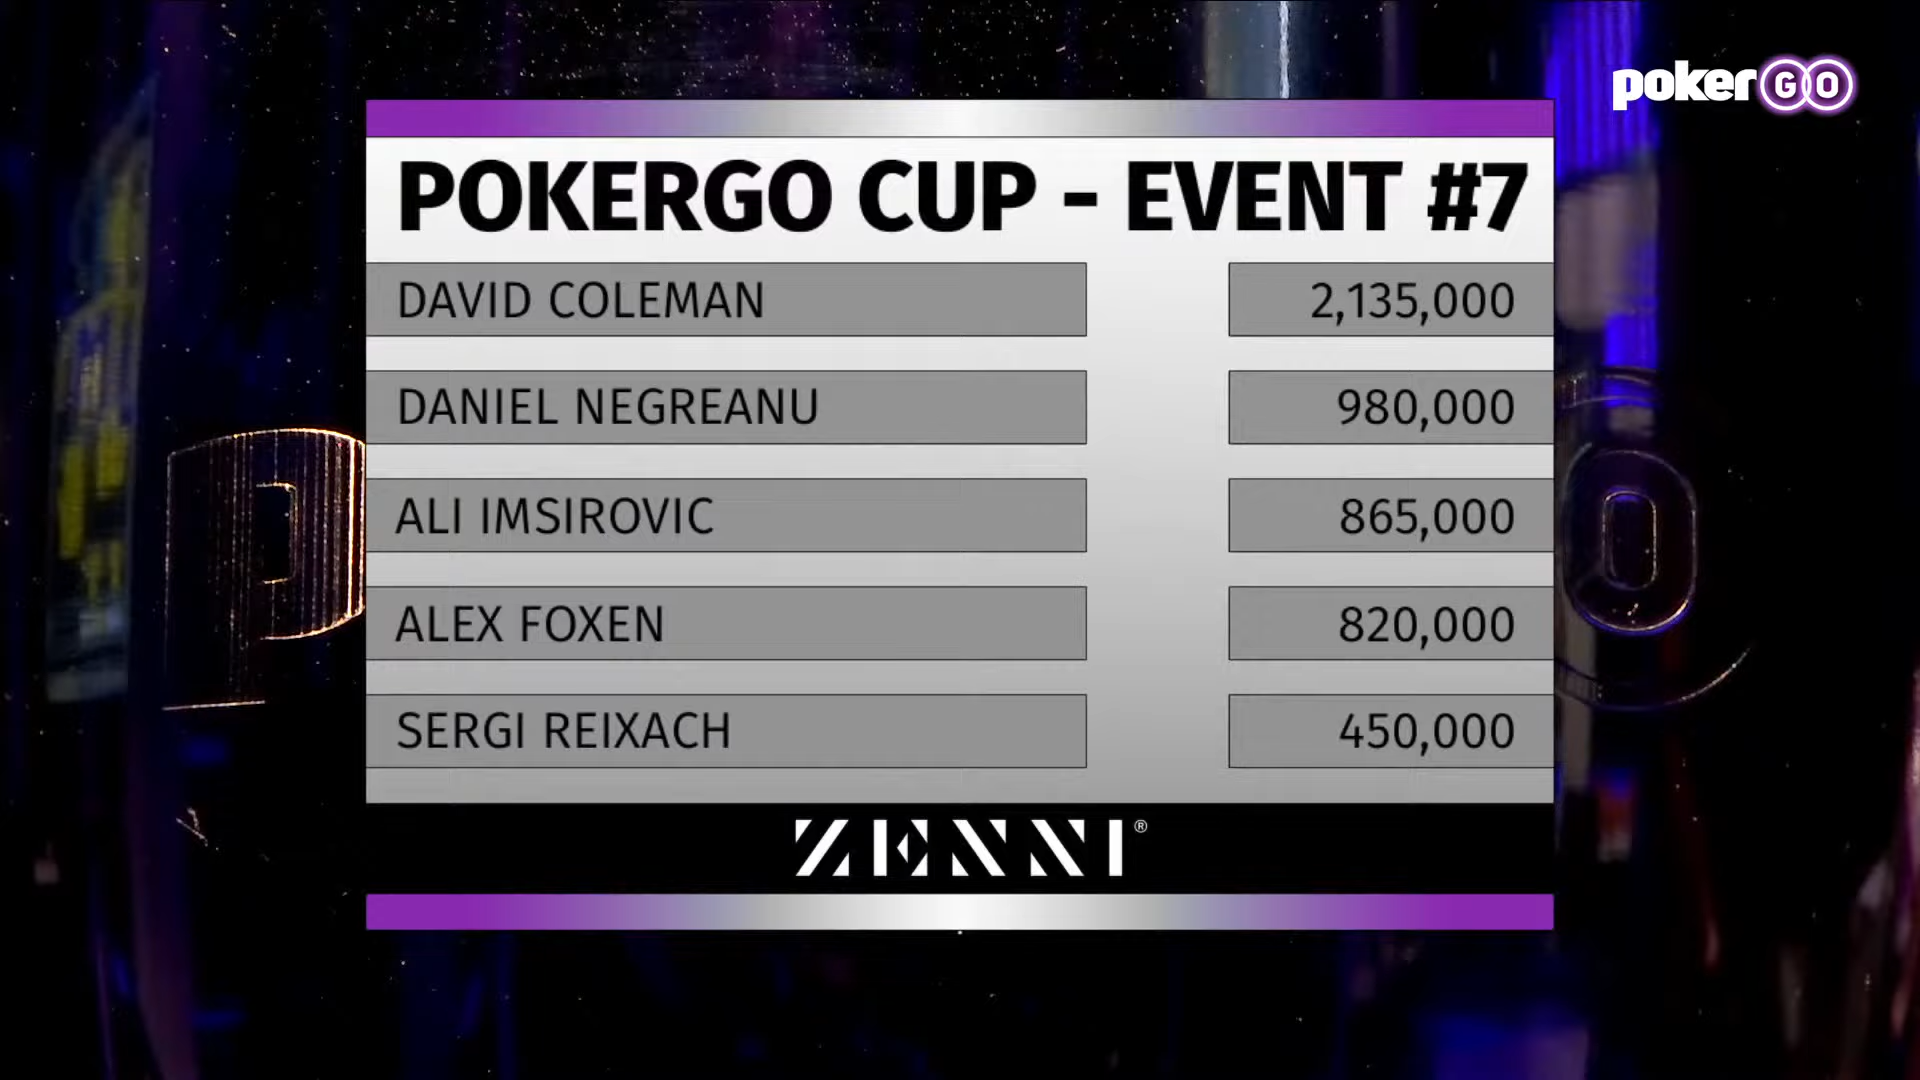 pokerGO
POKERGO CUP - EVENT #7
DAVID COLEMAN 2,135,000
DANIEL NEGREANU 980,000
ALI IMSIROVIC 865,000
ALEX FOXEN 820,000
SERGI REIXACH 450,000
P O
ZENNI®